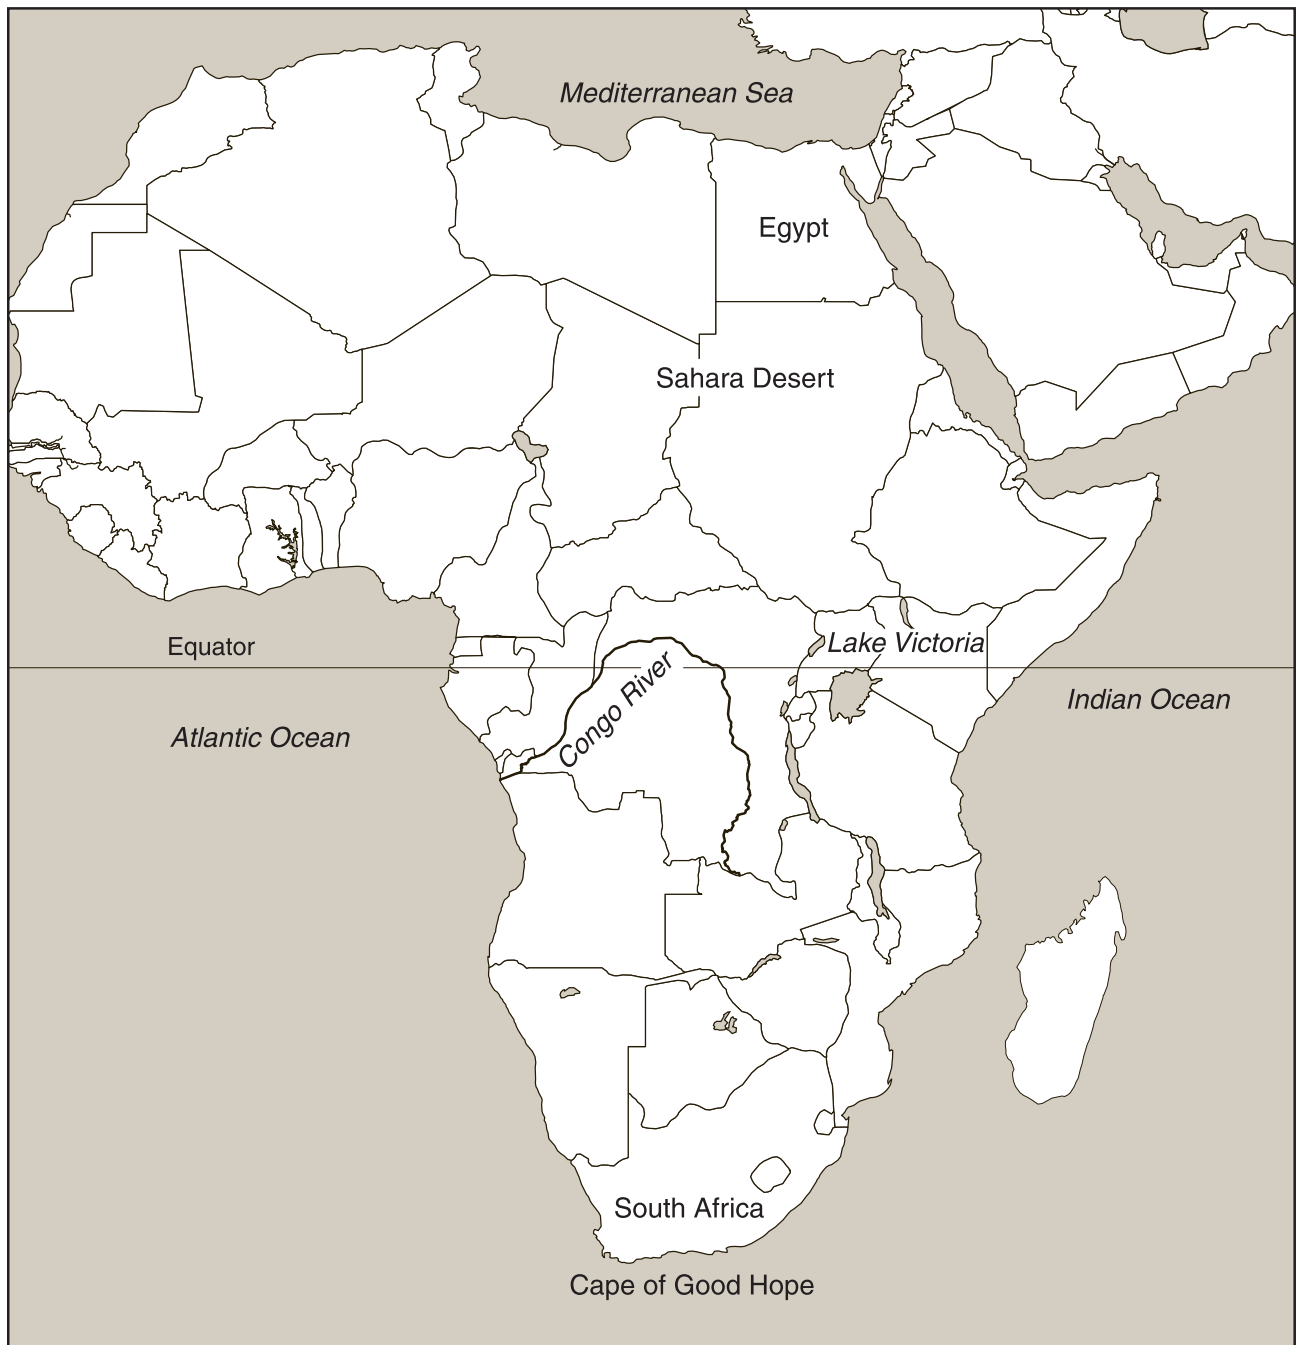 Mediterranean Sea
Egypt
Sahara Desert
Equator
Lake Victoria
Congo River
Indian Ocean
Atlantic Ocean
South Africa
Cape of Good Hope